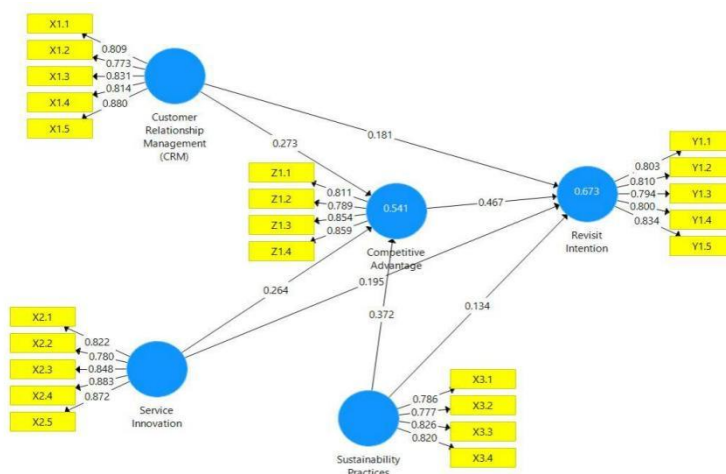 X1.1
X1.2
X1.3
X1.4
X1.5
0.809
0.773
0.831
0.814
0.880
Customer
Relationship
Management
(CRM)
0.273
0.181
Z1.1
Z1.2
Z1.3
Z1.4
0.811
0.789
0.854
0.859
0.541
Competitive
Advantage
0.467
0.673
Revisit
Intention
0.803
0.810
0.794
0.800
0.834
Y1.1
Y1.2
Y1.3
Y1.4
Y1.5
0.264
0.195
0.372
0.134
X2.1
X2.2
X2.3
X2.4
X2.5
0.822
0.780
0.848
0.883
0.872
Service
Innovation
0.786
0.777
0.826
0.820
X3.1
X3.2
X3.3
X3.4
Sustainability
Practices